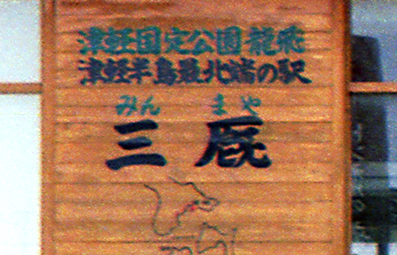 津軽国定公園龍飛
津軽半島最北端の駅
みんまや
三厩